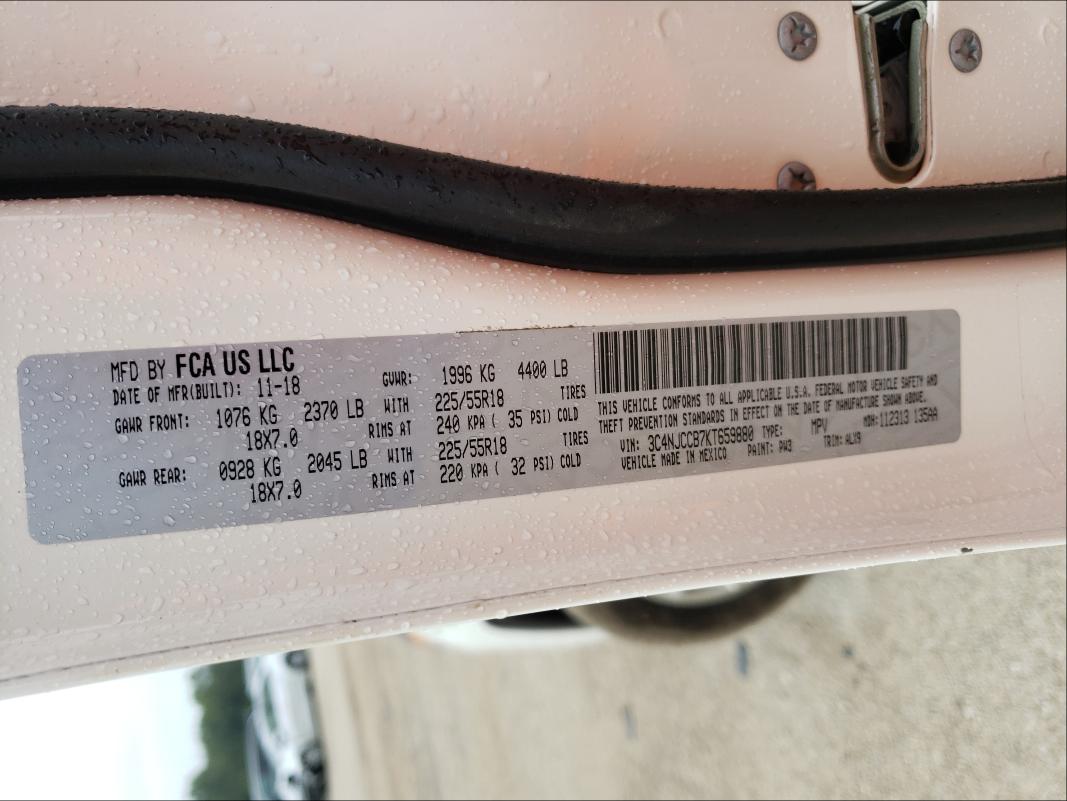 MFD BY FCA US LLC
DATE OF MFR(BUILT): 11-18
GVWR: 1996 KG 4400 LB
GAWR FRONT: 1076 KG 2370 LB WITH 225/55R18 TIRES
18X7.0 RIMS AT 240 KPA ( 35 PSI) COLD
GAWR REAR: 0928 KG 2045 LB WITH 225/55R18 TIRES
18X7.0 RIMS AT 220 KPA ( 32 PSI) COLD
THIS VEHICLE CONFORMS TO ALL APPLICABLE U.S.A. FEDERAL MOTOR VEHICLE SAFETY AND
THEFT PREVENTION STANDARDS IN EFFECT ON THE DATE OF MANUFACTURE SHOWN ABOVE.
VIN: 3C4NJCCB7KT659880 TYPE: MPV MDH: 112313 135AA
VEHICLE MADE IN MEXICO PAINT: PW3 TRIM: ALX9